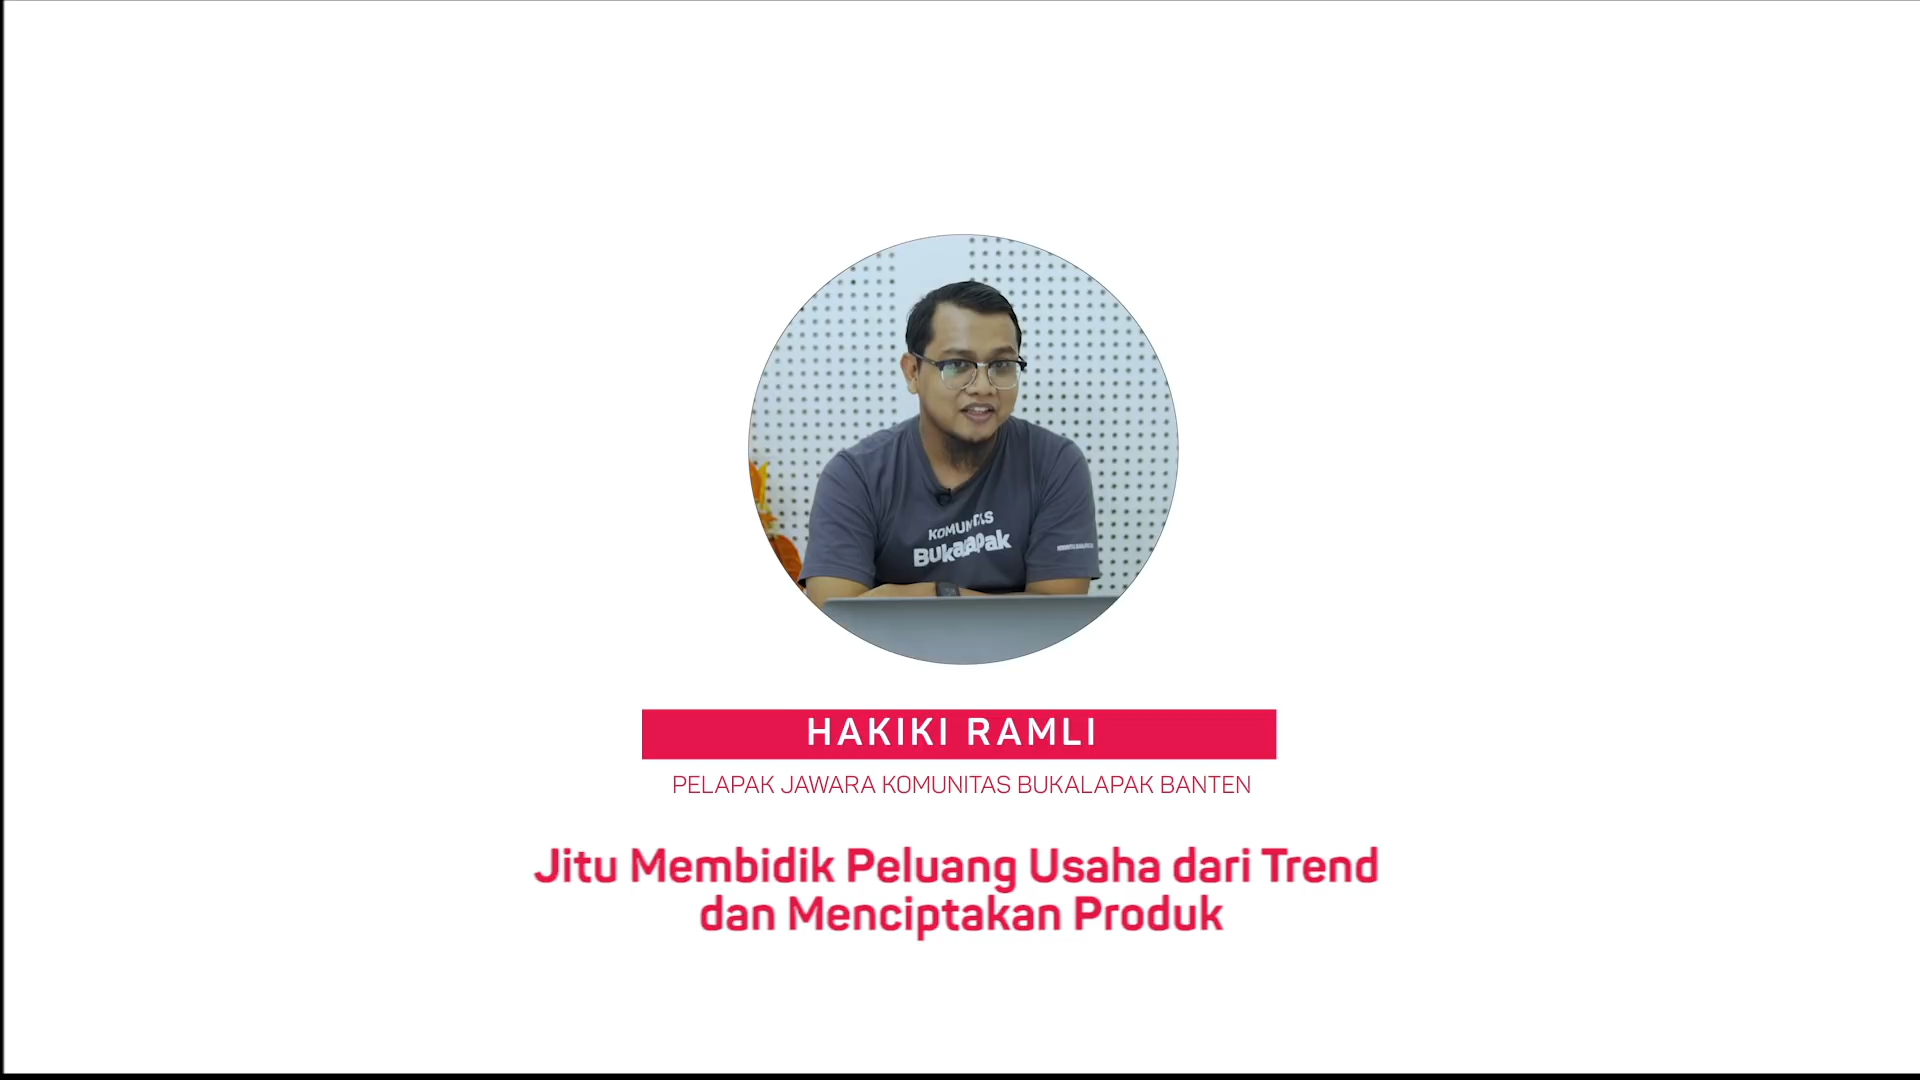 KOMUNITAS
Bukalapak
HAKIKI RAMLI
PELAPAK JAWARA KOMUNITAS BUKALAPAK BANTEN
Jitu Membidik Peluang Usaha dari Trend
dan Menciptakan Produk